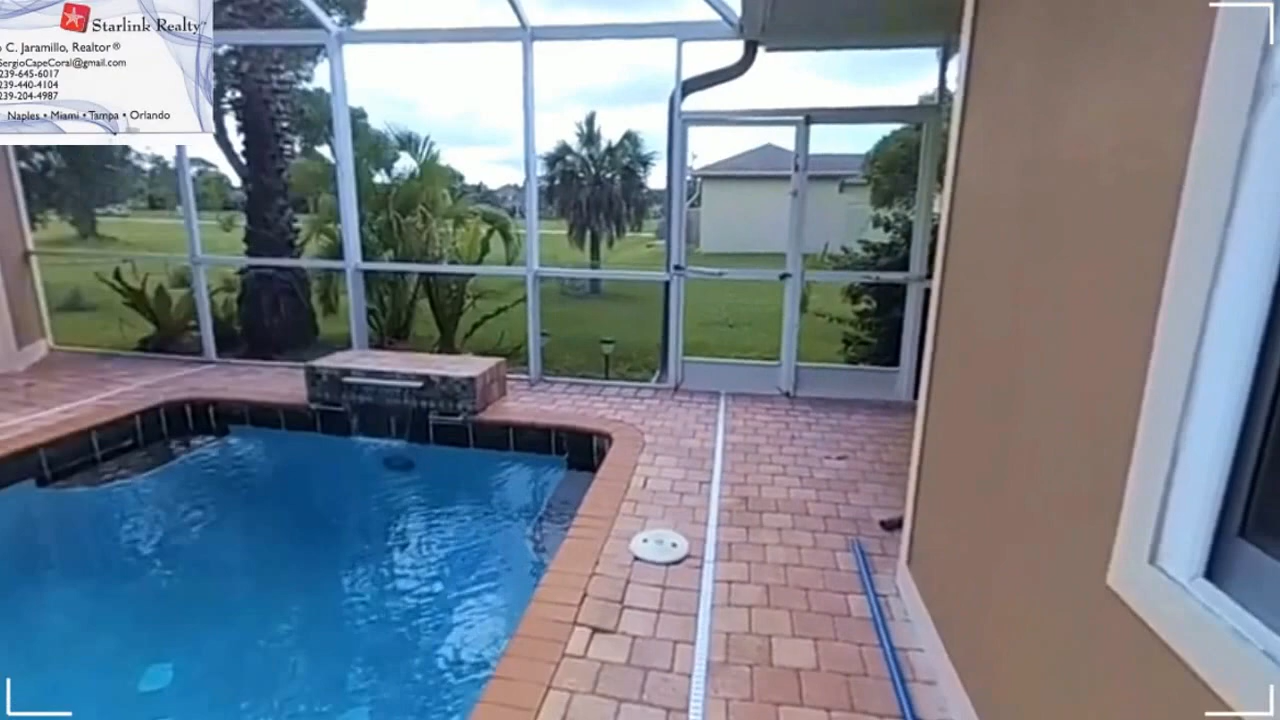 Starlink Realty
C. Jaramillo, Realtor®
SergioCapeCoral@gmail.com
239-645-6017
239-440-4104
239-204-4987
Naples • Miami • Tampa • Orlando